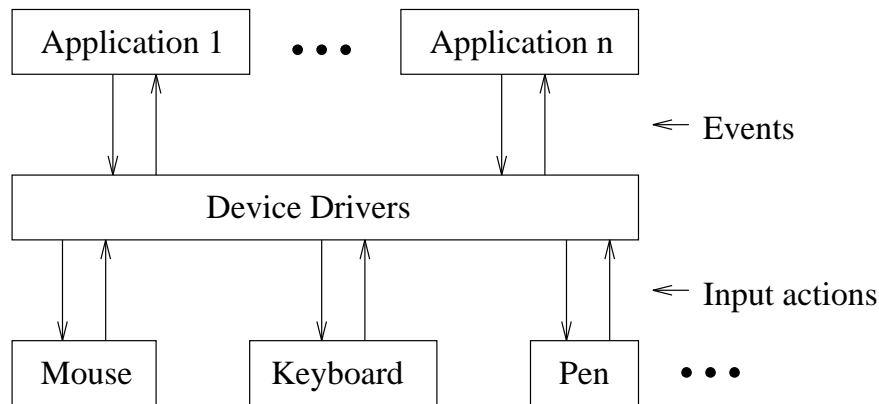 Application 1
Application n
Events
Device Drivers
Input actions
Mouse
Keyboard
Pen